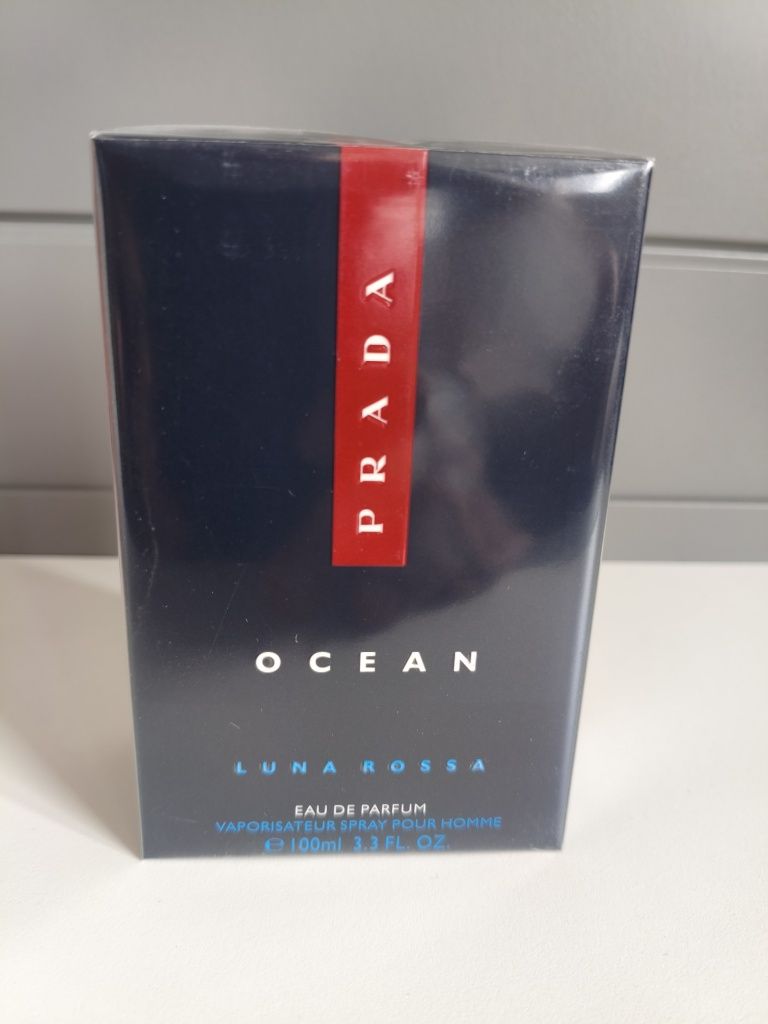 PRADA
OCEAN
LUNA ROSSA
EAU DE PARFUM
VAPORISATEUR SPRAY POUR HOMME
℮ 100ml 3.3 FL. OZ.